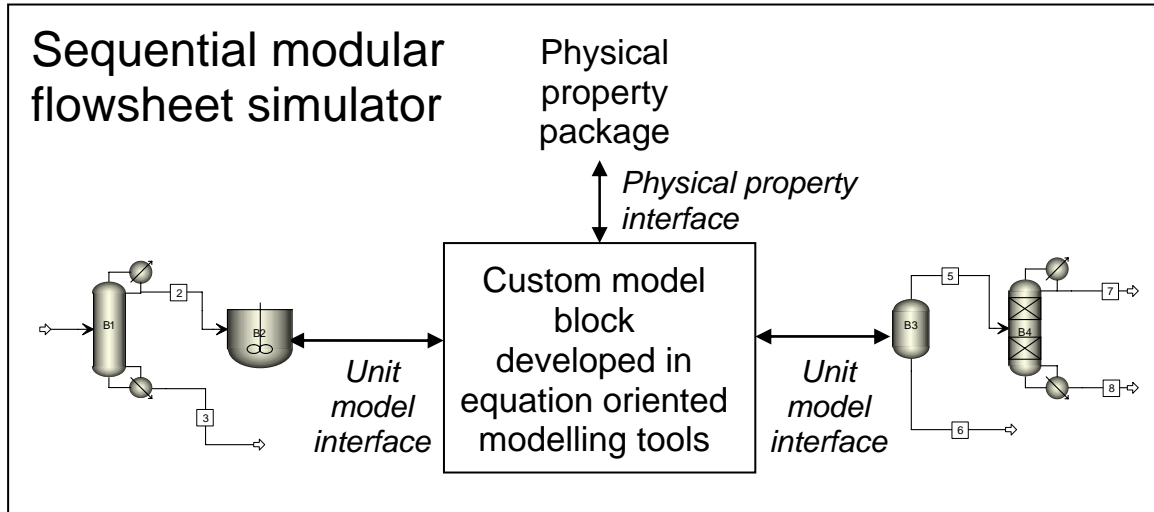 Sequential modular
flowsheet simulator
Physical
property
package
Physical property
interface
Custom model
block
developed in
equation oriented
modelling tools
Unit
model
interface
Unit
model
interface
B1
2
3
B2
B3
5
6
B4
7
8